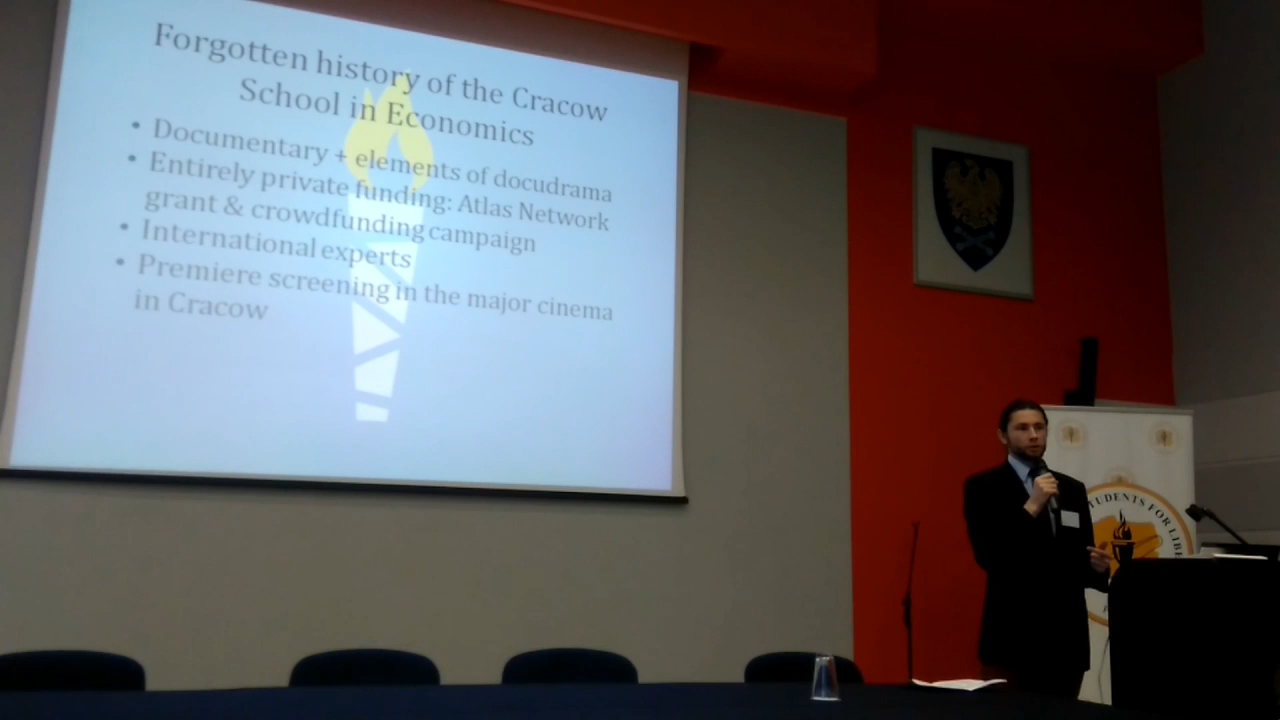 Forgotten history of the Cracow
School in Economics
• Documentary + elements of docudrama
• Entirely private funding: Atlas Network
grant & crowdfunding campaign
• International experts
• Premiere screening in the major cinema
in Cracow
STUDENTS FOR LIBE